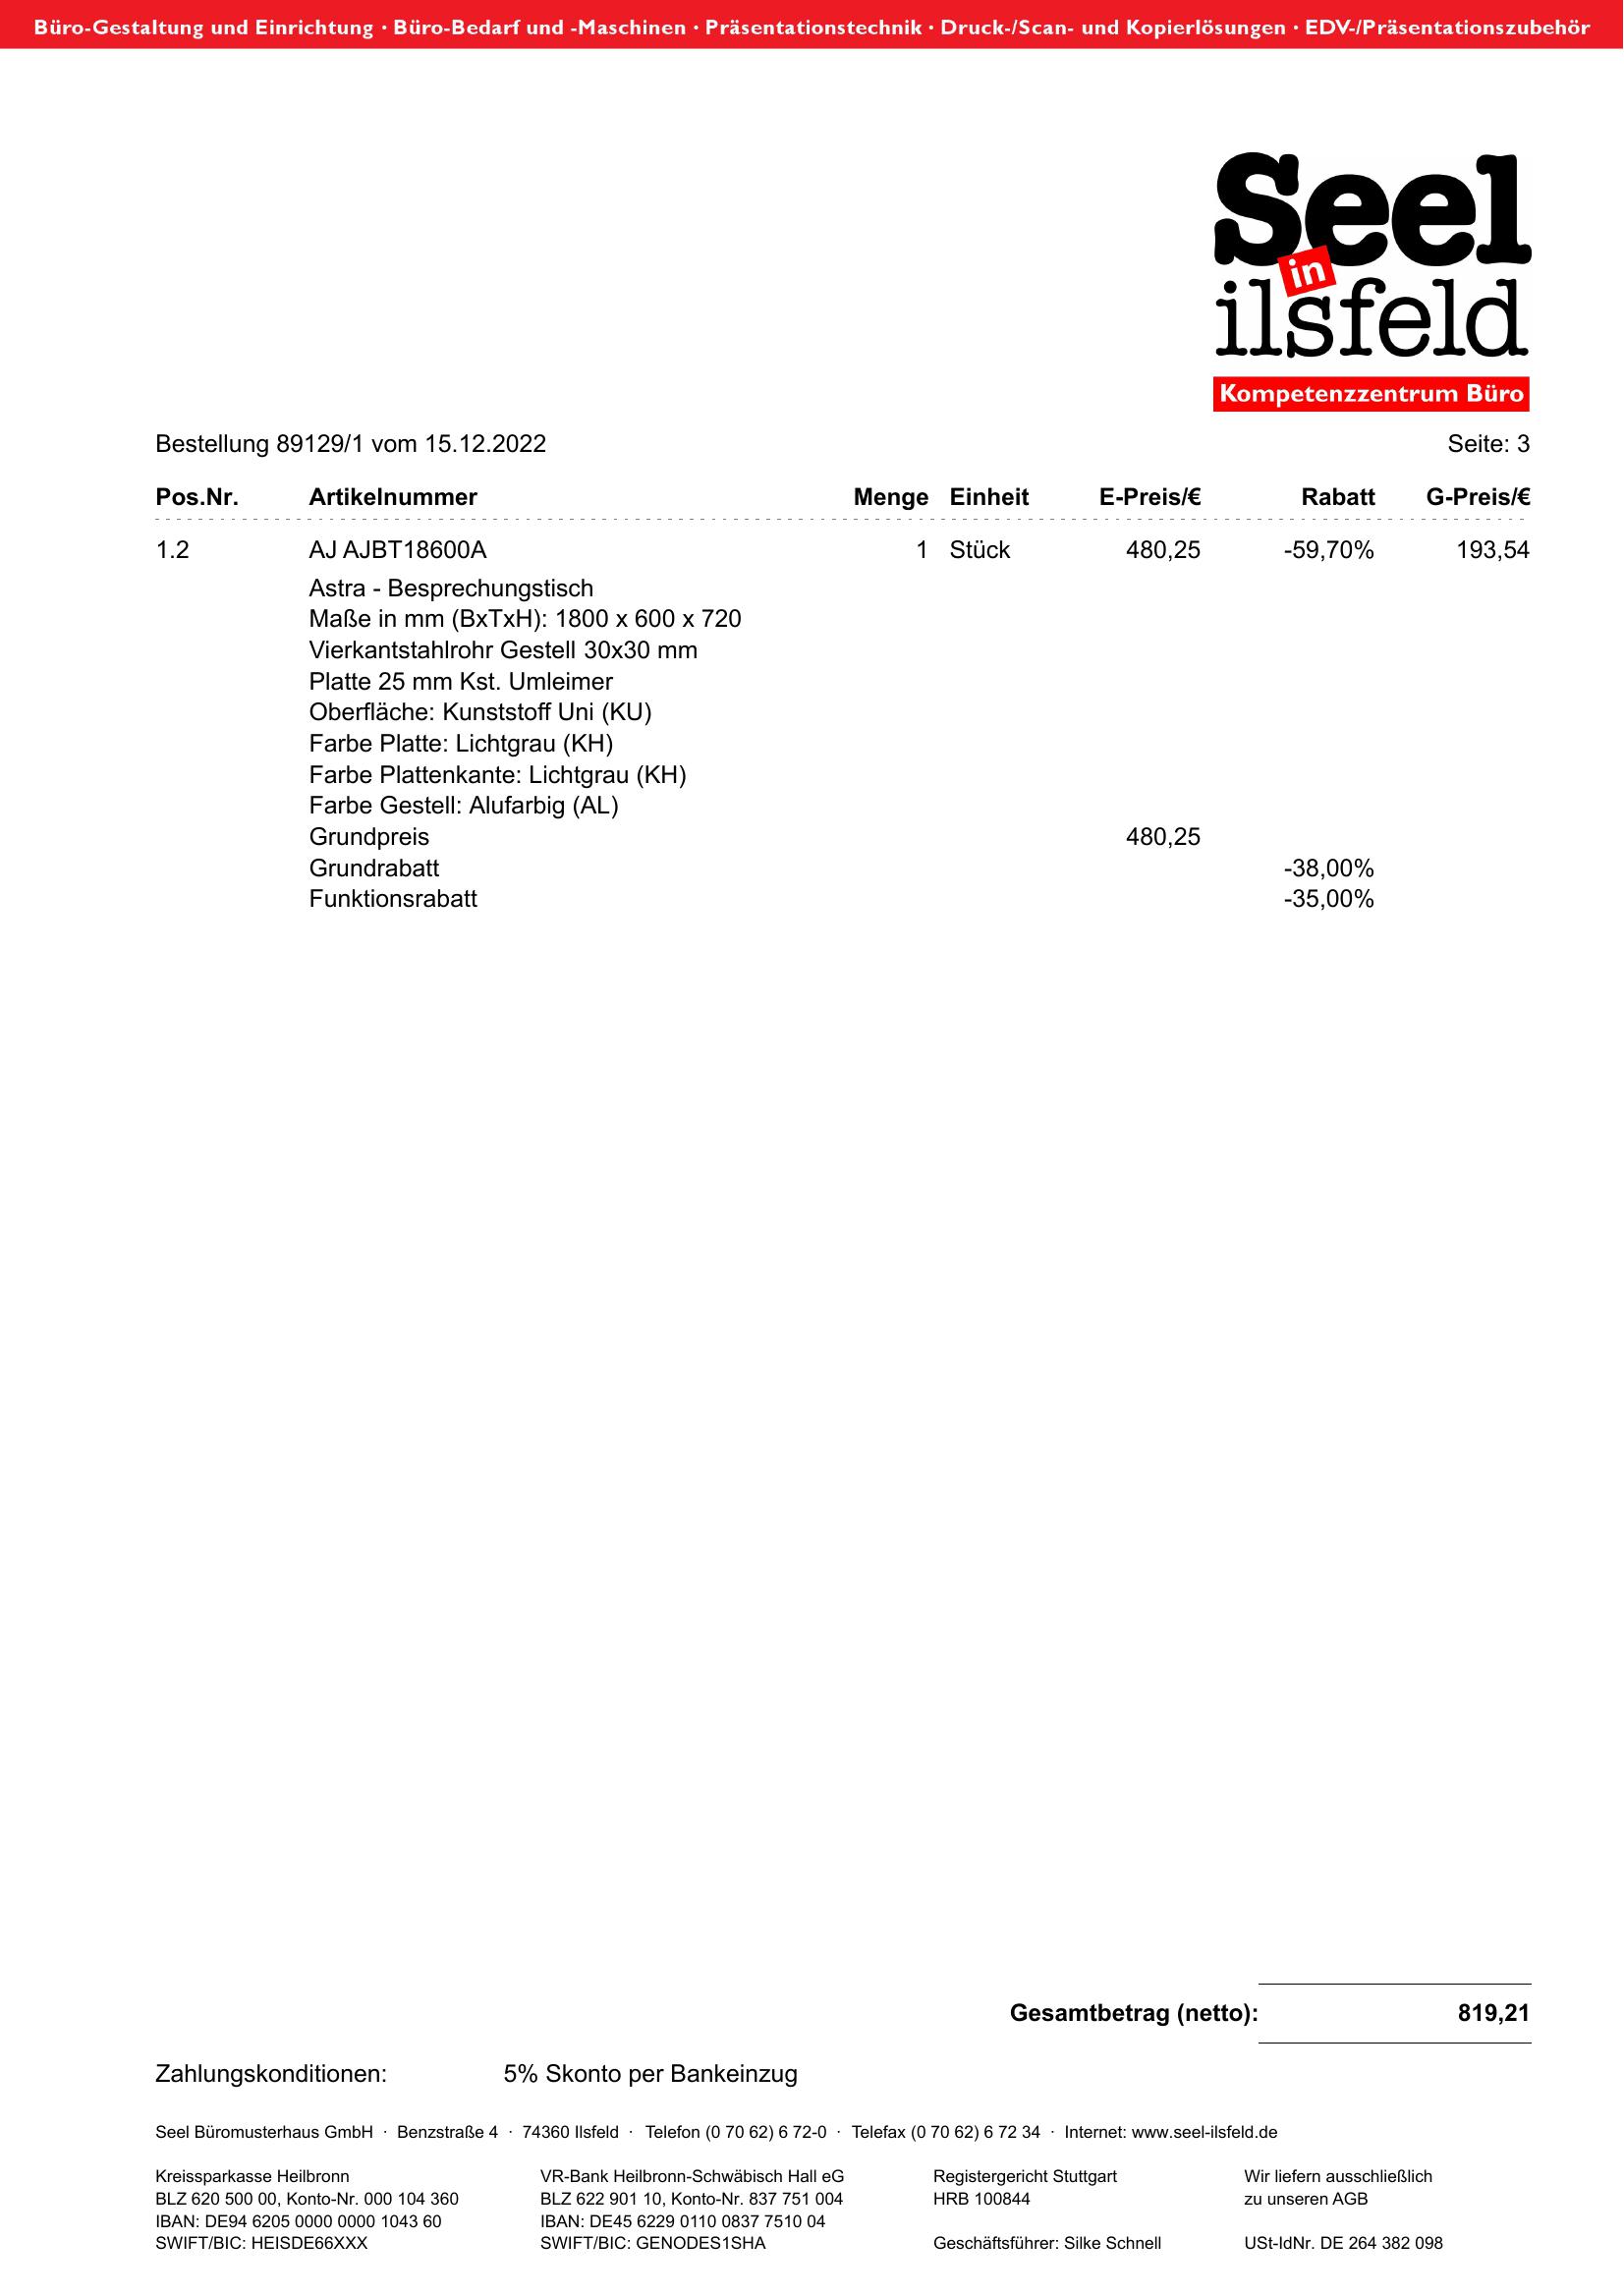 Büro-Gestaltung und Einrichtung · Büro-Bedarf und -Maschinen · Präsentationstechnik · Druck-/Scan- und Kopierlösungen · EDV-/Präsentationszubehör
Seel
in
ilsfeld
Kompetenzzentrum Büro
Bestellung 89129/1 vom 15.12.2022 Seite: 3
Pos.Nr. Artikelnummer Menge Einheit E-Preis/€ Rabatt G-Preis/€
1.2 AJ AJBT18600A 1 Stück 480,25 -59,70% 193,54
Astra - Besprechungstisch
Maße in mm (BxTxH): 1800 x 600 x 720
Vierkantstahlrohr Gestell 30x30 mm
Platte 25 mm Kst. Umleimer
Oberfläche: Kunststoff Uni (KU)
Farbe Platte: Lichtgrau (KH)
Farbe Plattenkante: Lichtgrau (KH)
Farbe Gestell: Alufarbig (AL)
Grundpreis 480,25
Grundrabatt -38,00%
Funktionsrabatt -35,00%
Gesamtbetrag (netto): 819,21
Zahlungskonditionen: 5% Skonto per Bankeinzug
Seel Büromusterhaus GmbH · Benzstraße 4 · 74360 Ilsfeld · Telefon (0 70 62) 6 72-0 · Telefax (0 70 62) 6 72 34 · Internet: www.seel-ilsfeld.de
Kreissparkasse Heilbronn VR-Bank Heilbronn-Schwäbisch Hall eG Registergericht Stuttgart Wir liefern ausschließlich
BLZ 620 500 00, Konto-Nr. 000 104 360 BLZ 622 901 10, Konto-Nr. 837 751 004 HRB 100844 zu unseren AGB
IBAN: DE94 6205 0000 0000 1043 60 IBAN: DE45 6229 0110 0837 7510 04
SWIFT/BIC: HEISDE66XXX SWIFT/BIC: GENODES1SHA Geschäftsführer: Silke Schnell USt-IdNr. DE 264 382 098